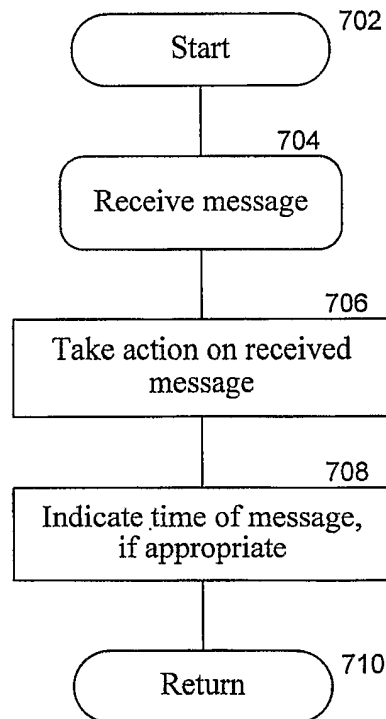 702
Start
704
Receive message
706
Take action on received
message
708
Indicate time of message,
if appropriate
710
Return